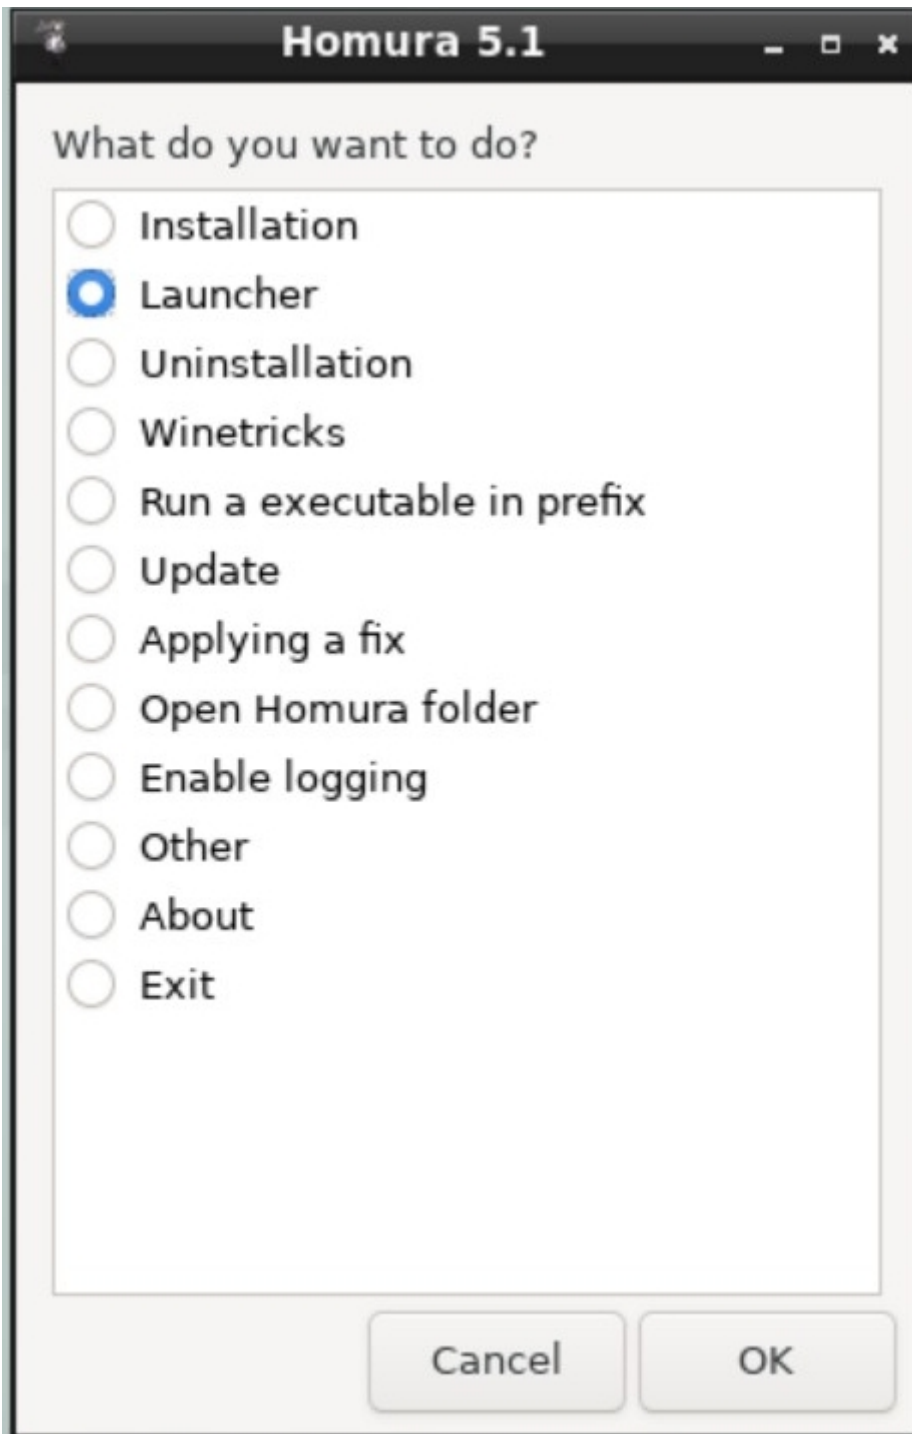 Homura 5.1
What do you want to do?
Installation
Launcher
Uninstallation
Winetricks
Run a executable in prefix
Update
Applying a fix
Open Homura folder
Enable logging
Other
About
Exit
Cancel OK